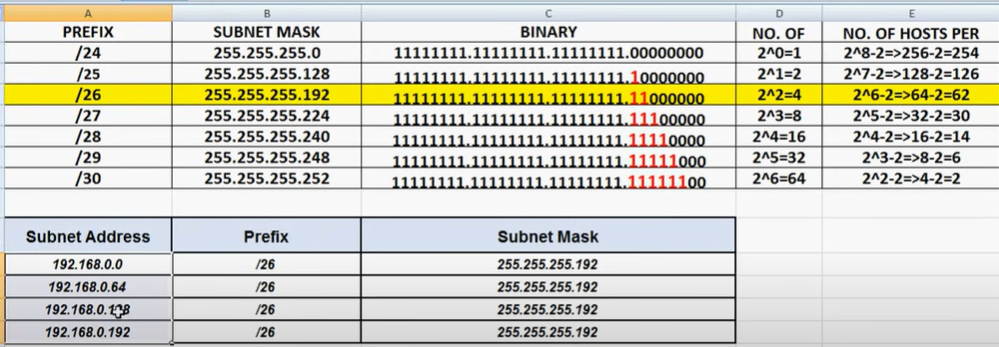 A B C D E
PREFIX SUBNET MASK BINARY NO. OF NO. OF HOSTS PER
/24 255.255.255.0 11111111.11111111.11111111.00000000 2^0=1 2^8-2=>256-2=254
/25 255.255.255.128 11111111.11111111.11111111.10000000 2^1=2 2^7-2=>128-2=126
/26 255.255.255.192 11111111.11111111.11111111.11000000 2^2=4 2^6-2=>64-2=62
/27 255.255.255.224 11111111.11111111.11111111.11100000 2^3=8 2^5-2=>32-2=30
/28 255.255.255.240 11111111.11111111.11111111.11110000 2^4=16 2^4-2=>16-2=14
/29 255.255.255.248 11111111.11111111.11111111.11111000 2^5=32 2^3-2=>8-2=6
/30 255.255.255.252 11111111.11111111.11111111.11111100 2^6=64 2^2-2=>4-2=2
Subnet Address Prefix Subnet Mask
192.168.0.0 /26 255.255.255.192
192.168.0.64 /26 255.255.255.192
192.168.0.128 /26 255.255.255.192
192.168.0.192 /26 255.255.255.192